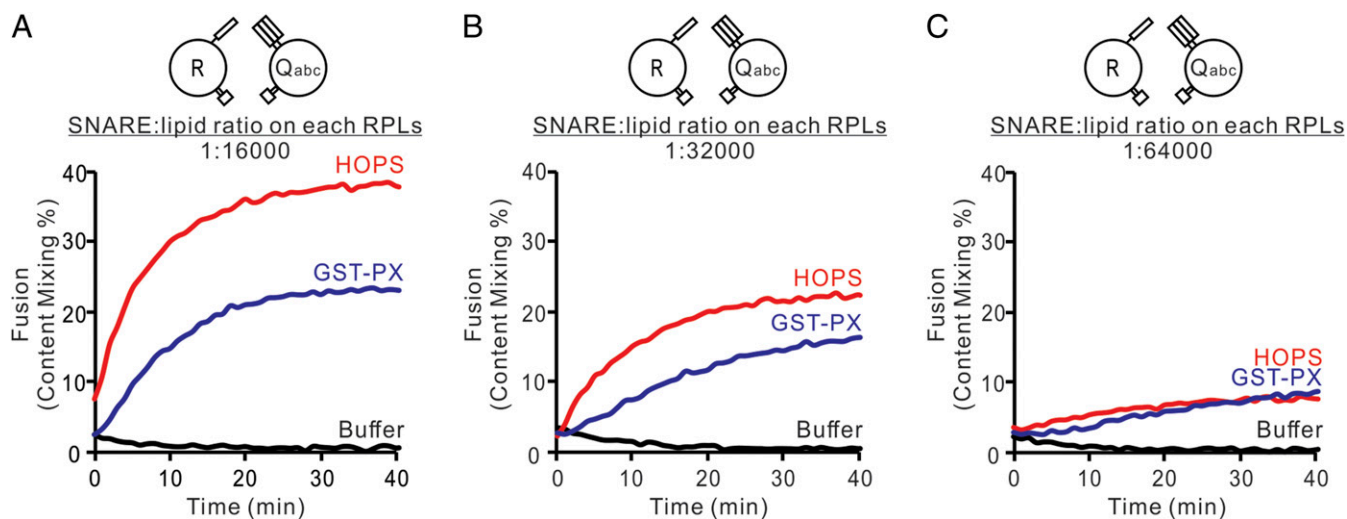 A
R
Qabc
SNARE:lipid ratio on each RPLs
1:16000
HOPS
GST-PX
Buffer
Fusion
(Content Mixing %)
40
30
20
10
0
0 10 20 30 40
Time (min)
B
R
Qabc
SNARE:lipid ratio on each RPLs
1:32000
HOPS
GST-PX
Buffer
Fusion
(Content Mixing %)
40
30
20
10
0
0 10 20 30 40
Time (min)
C
R
Qabc
SNARE:lipid ratio on each RPLs
1:64000
HOPS
GST-PX
Buffer
Fusion
(Content Mixing %)
40
30
20
10
0
0 10 20 30 40
Time (min)